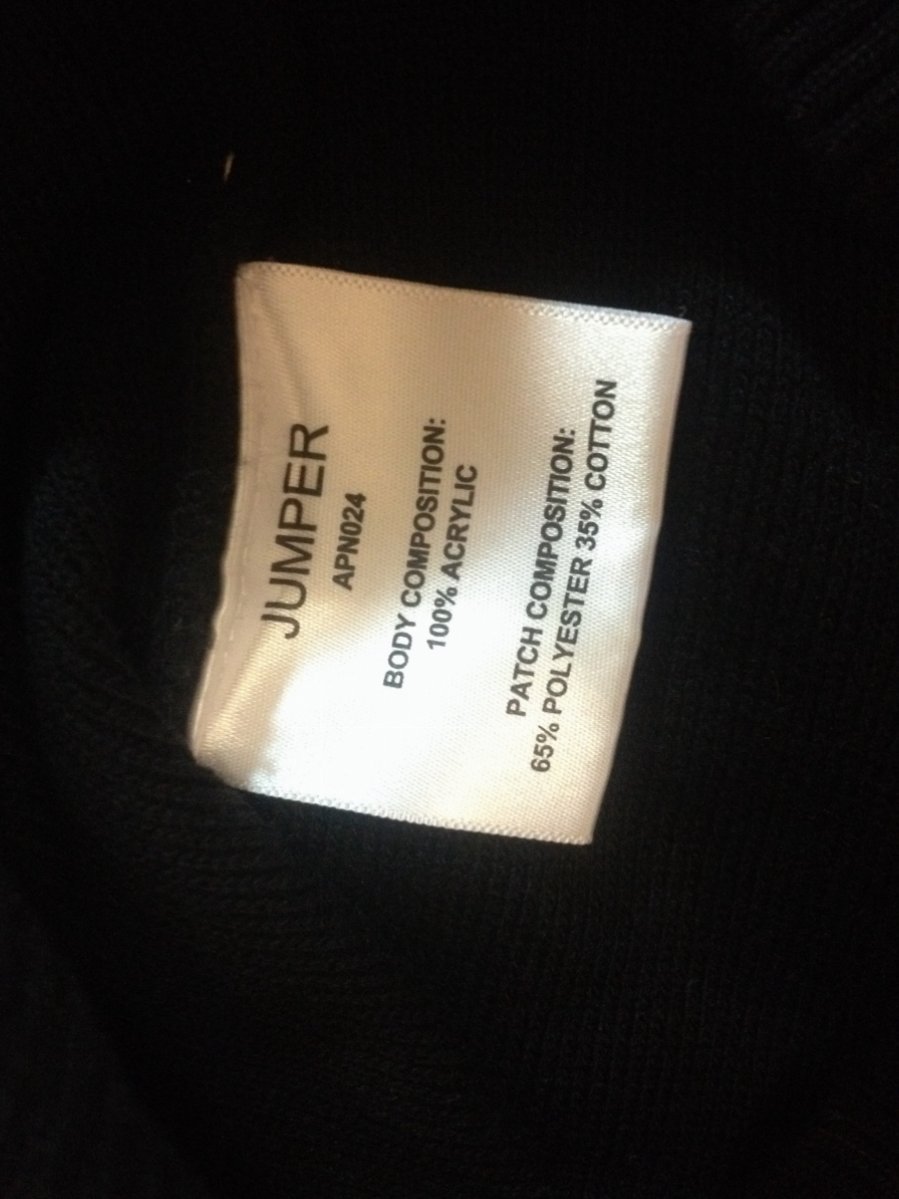 JUMPER
APN024
BODY COMPOSITION:
100% ACRYLIC
PATCH COMPOSITION:
65% POLYESTER 35% COTTON